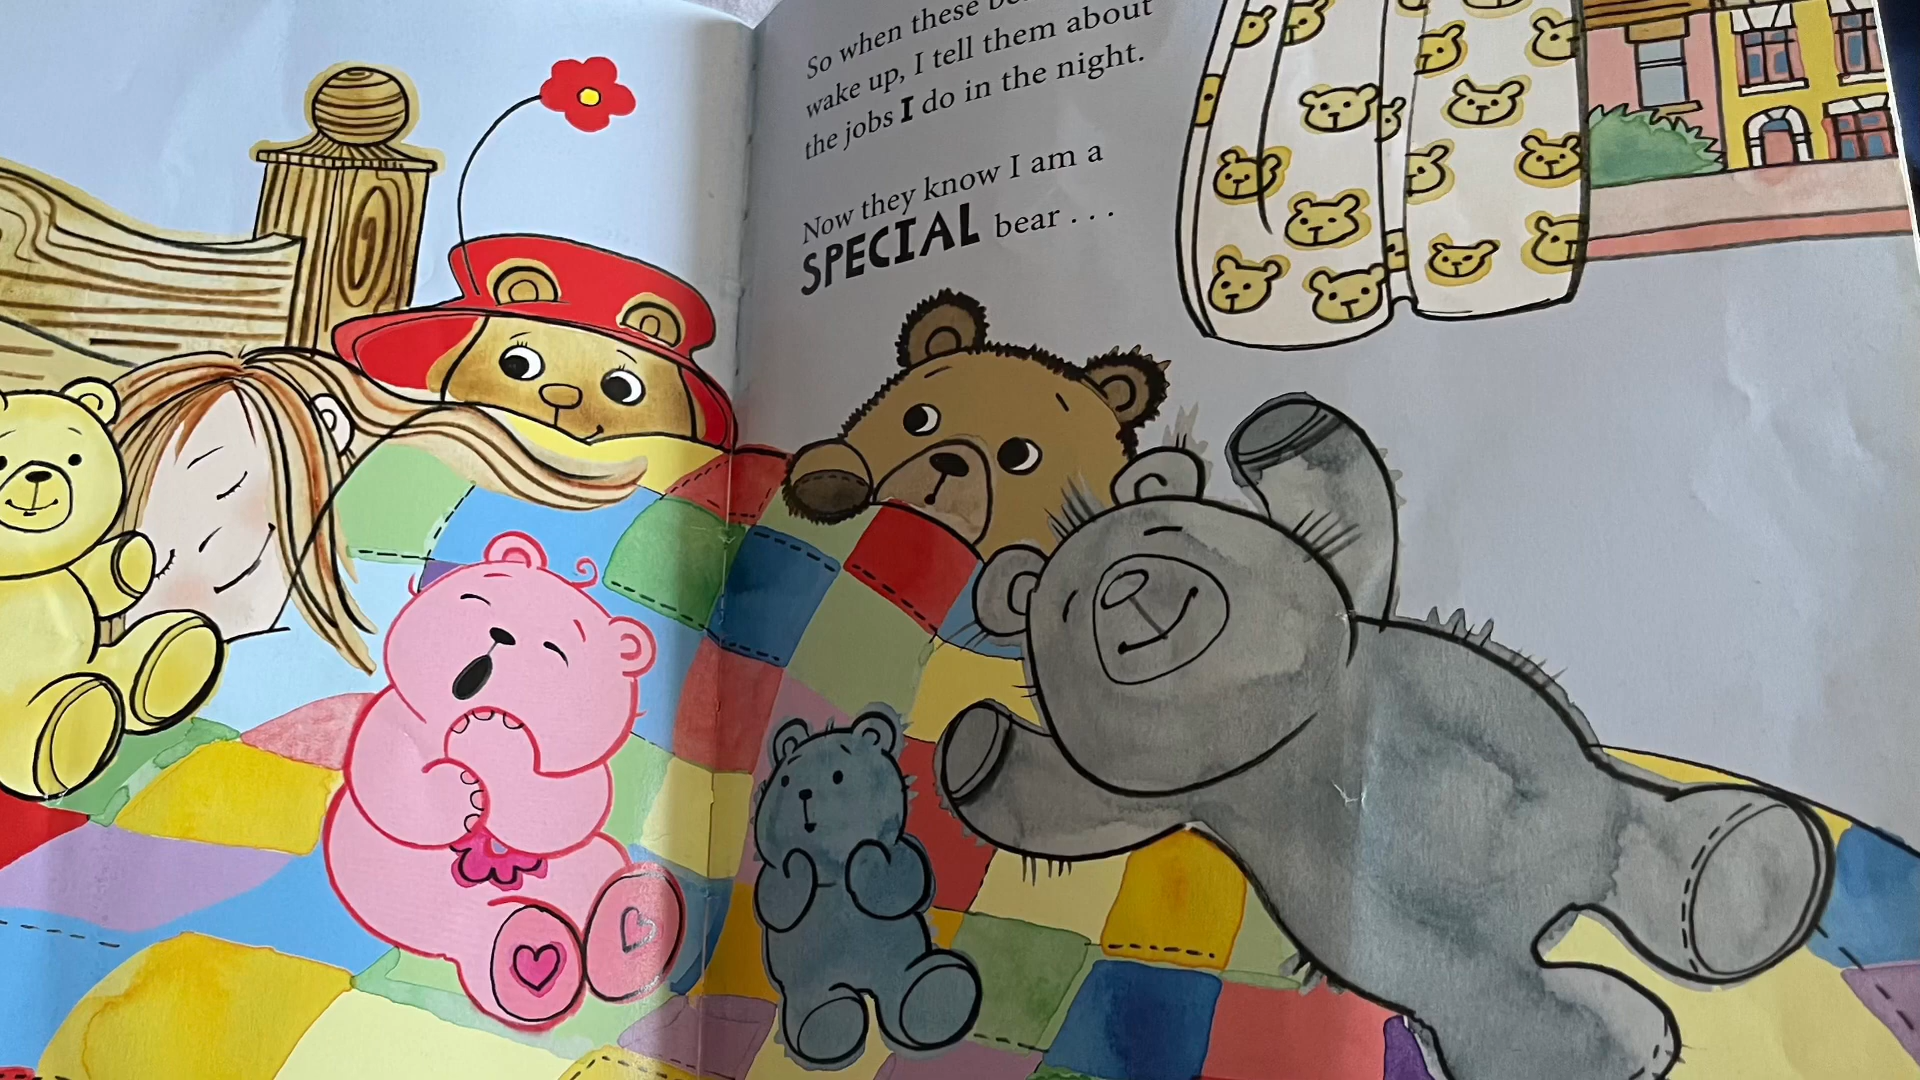 So when these
wake up, I tell them about
the jobs I do in the night.
Now they know I am a
SPECIAL bear . . .